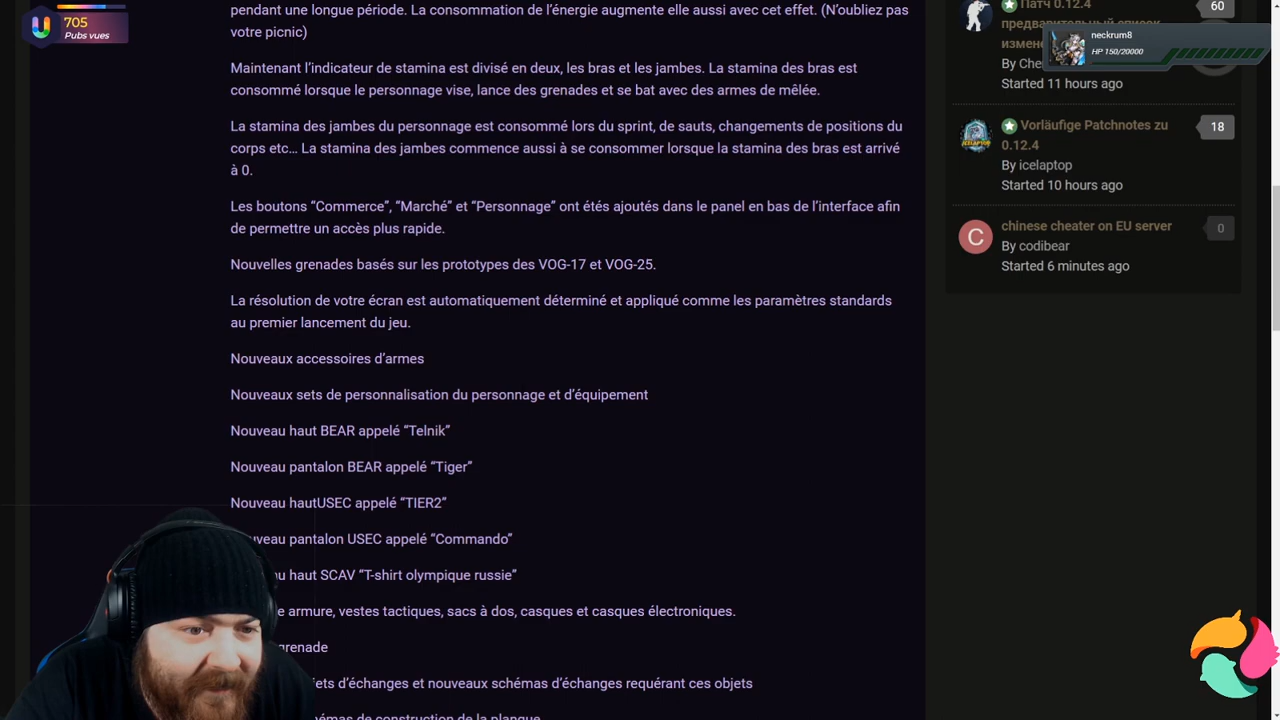 705
Pubs vues
pendant une longue période. La consommation de l'énergie augmente elle aussi avec cet effet. (N'oubliez pas
votre picnic)
Maintenant l'indicateur de stamina est divisé en deux, les bras et les jambes. La stamina des bras est
consommé lorsque le personnage vise, lance des grenades et se bat avec des armes de mêlée.
La stamina des jambes du personnage est consommé lors du sprint, de sauts, changements de positions du
corps etc… La stamina des jambes commence aussi à se consommer lorsque la stamina des bras est arrivé
à 0.
Les boutons “Commerce”, “Marché” et “Personnage” ont étés ajoutés dans le panel en bas de l'interface afin
de permettre un accès plus rapide.
Nouvelles grenades basés sur les prototypes des VOG-17 et VOG-25.
La résolution de votre écran est automatiquement déterminé et appliqué comme les paramètres standards
au premier lancement du jeu.
Nouveaux accessoires d'armes
Nouveaux sets de personnalisation du personnage et d'équipement
Nouveau haut BEAR appelé “Telnik”
Nouveau pantalon BEAR appelé “Tiger”
Nouveau hautUSEC appelé “TIER2”
uveau pantalon USEC appelé “Commando”
u haut SCAV “T-shirt olympique russie”
e armure, vestes tactiques, sacs à dos, casques et casques électroniques.
grenade
jets d'échanges et nouveaux schémas d'échanges requérant ces objets
émas de construction de la planque
Патч 0.12.4
предварительный список
измене
60
By Che
Started 11 hours ago
neckrum8
HP 150/20000
Vorläufige Patchnotes zu
0.12.4
18
By icelaptop
Started 10 hours ago
C
chinese cheater on EU server
0
By codibear
Started 6 minutes ago